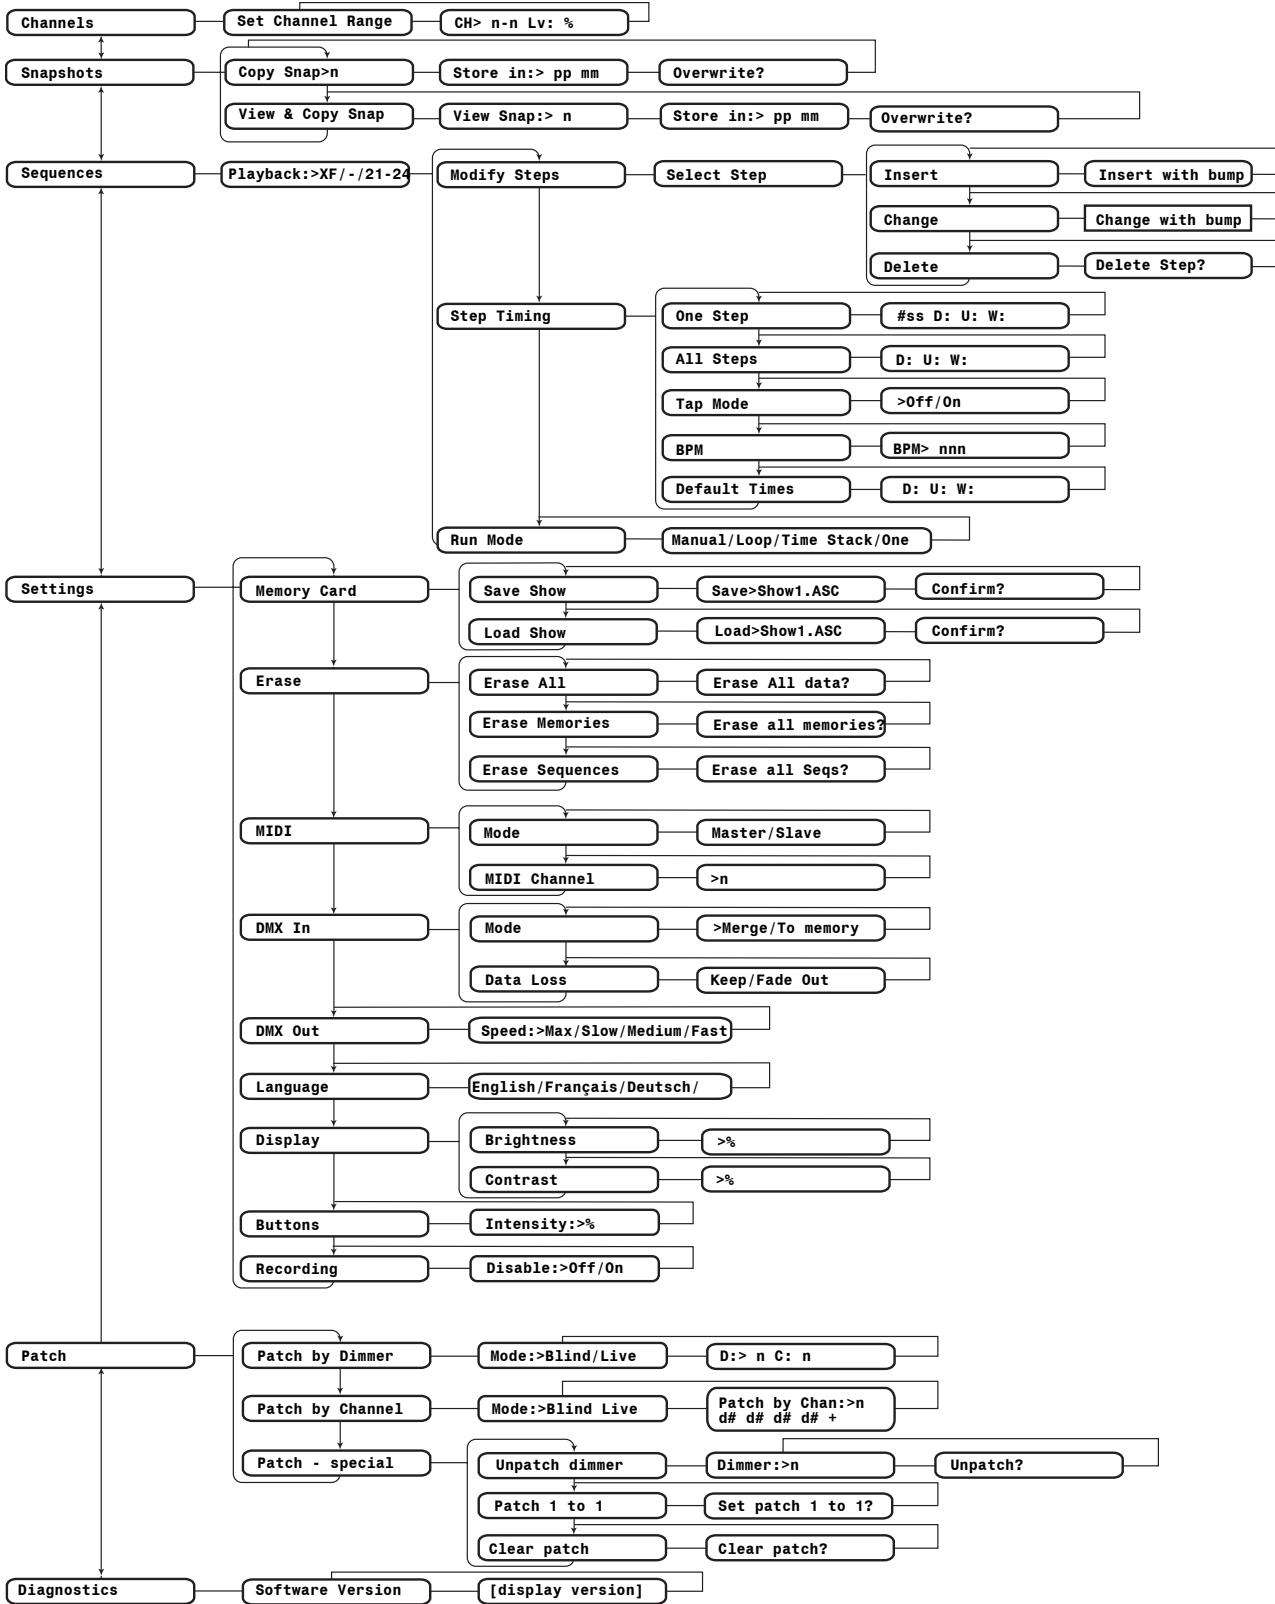 Channels
Set Channel Range
CH> n-n Lv: %
Snapshots
Copy Snap>n
Store in:> pp mm
Overwrite?
View & Copy Snap
View Snap:> n
Store in:> pp mm
Overwrite?
Sequences
Playback:>XF/-/21-24
Modify Steps
Select Step
Insert
Insert with bump
Change
Change with bump
Delete
Delete Step?
Step Timing
One Step
#ss D: U: W:
All Steps
D: U: W:
Tap Mode
>Off/On
BPM
BPM> nnn
Default Times
D: U: W:
Run Mode
Manual/Loop/Time Stack/One
Settings
Memory Card
Save Show
Save>Show1.ASC
Confirm?
Load Show
Load>Show1.ASC
Confirm?
Erase
Erase All
Erase All data?
Erase Memories
Erase all memories?
Erase Sequences
Erase all Seqs?
MIDI
Mode
Master/Slave
MIDI Channel
>n
DMX In
Mode
>Merge/To memory
Data Loss
Keep/Fade Out
DMX Out
Speed:>Max/Slow/Medium/Fast
Language
English/Français/Deutsch/
Display
Brightness
>%
Contrast
>%
Buttons
Intensity:>%
Recording
Disable:>Off/On
Patch
Patch by Dimmer
Mode:>Blind/Live
D:> n C: n
Patch by Channel
Mode:>Blind Live
Patch by Chan:>n
d# d# d# d# +
Patch - special
Unpatch dimmer
Dimmer:>n
Unpatch?
Patch 1 to 1
Set patch 1 to 1?
Clear patch
Clear patch?
Diagnostics
Software Version
[display version]